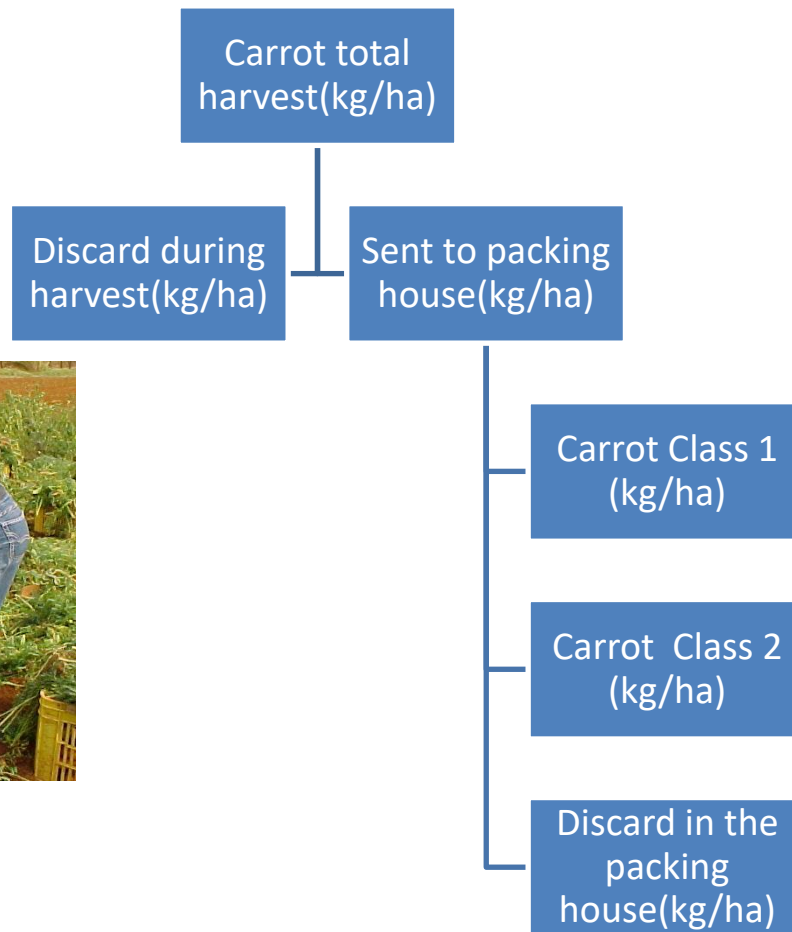 Carrot total
harvest(kg/ha)
Discard during
harvest(kg/ha)
Sent to packing
house(kg/ha)
Carrot Class 1
(kg/ha)
Carrot  Class 2
(kg/ha)
Discard in the
packing
house(kg/ha)